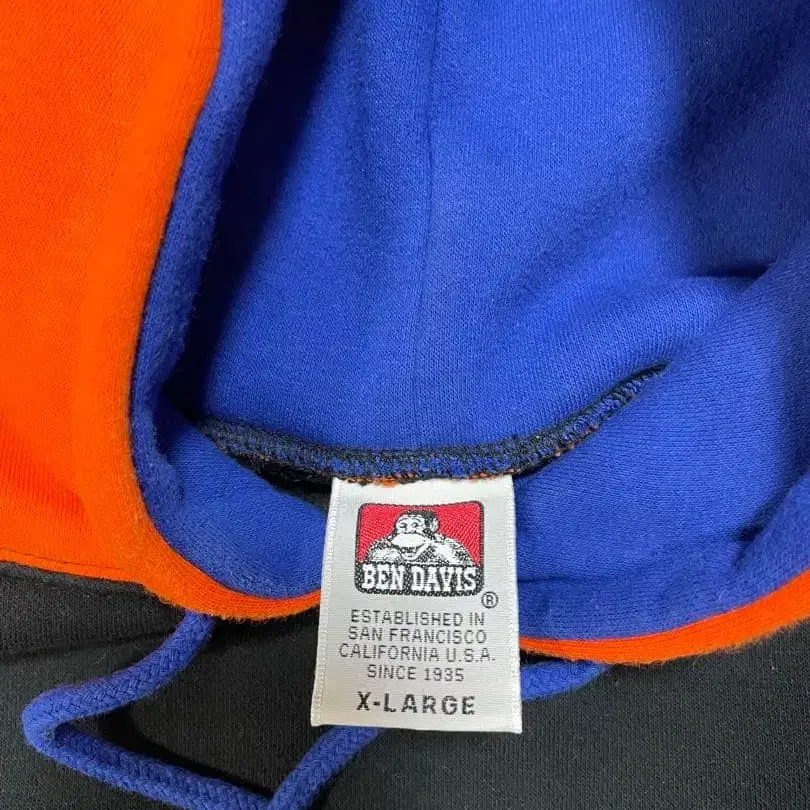 BEN DAVIS
®
ESTABLISHED IN
SAN FRANCISCO
CALIFORNIA U.S.A.
SINCE 1935
X-LARGE